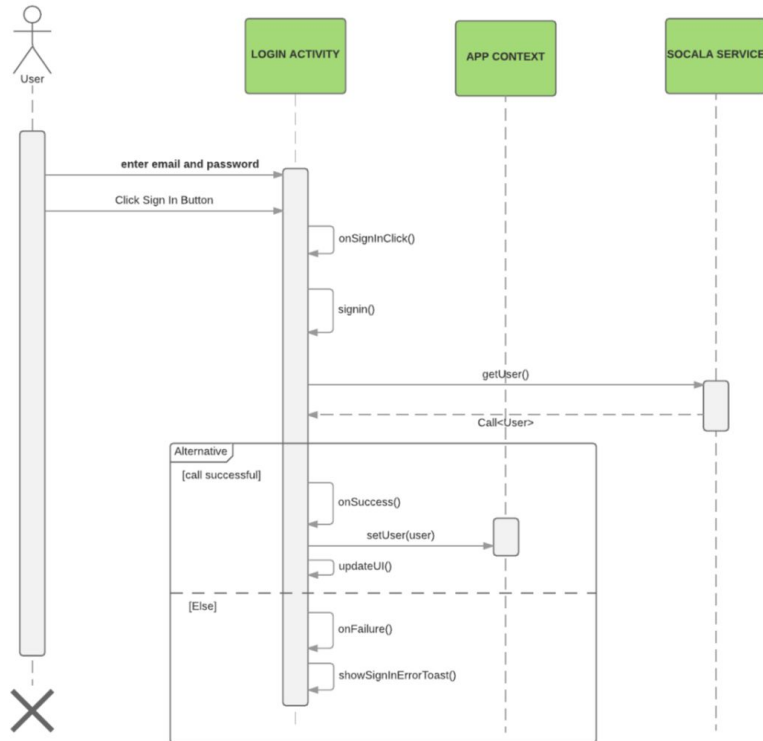 User
LOGIN ACTIVITY
APP CONTEXT
SOCALA SERVICE
enter email and password
Click Sign In Button
onSignInClick()
signin()
getUser()
Call<User>
Alternative
[call successful]
onSuccess()
setUser(user)
updateUI()
[Else]
onFailure()
showSignInErrorToast()